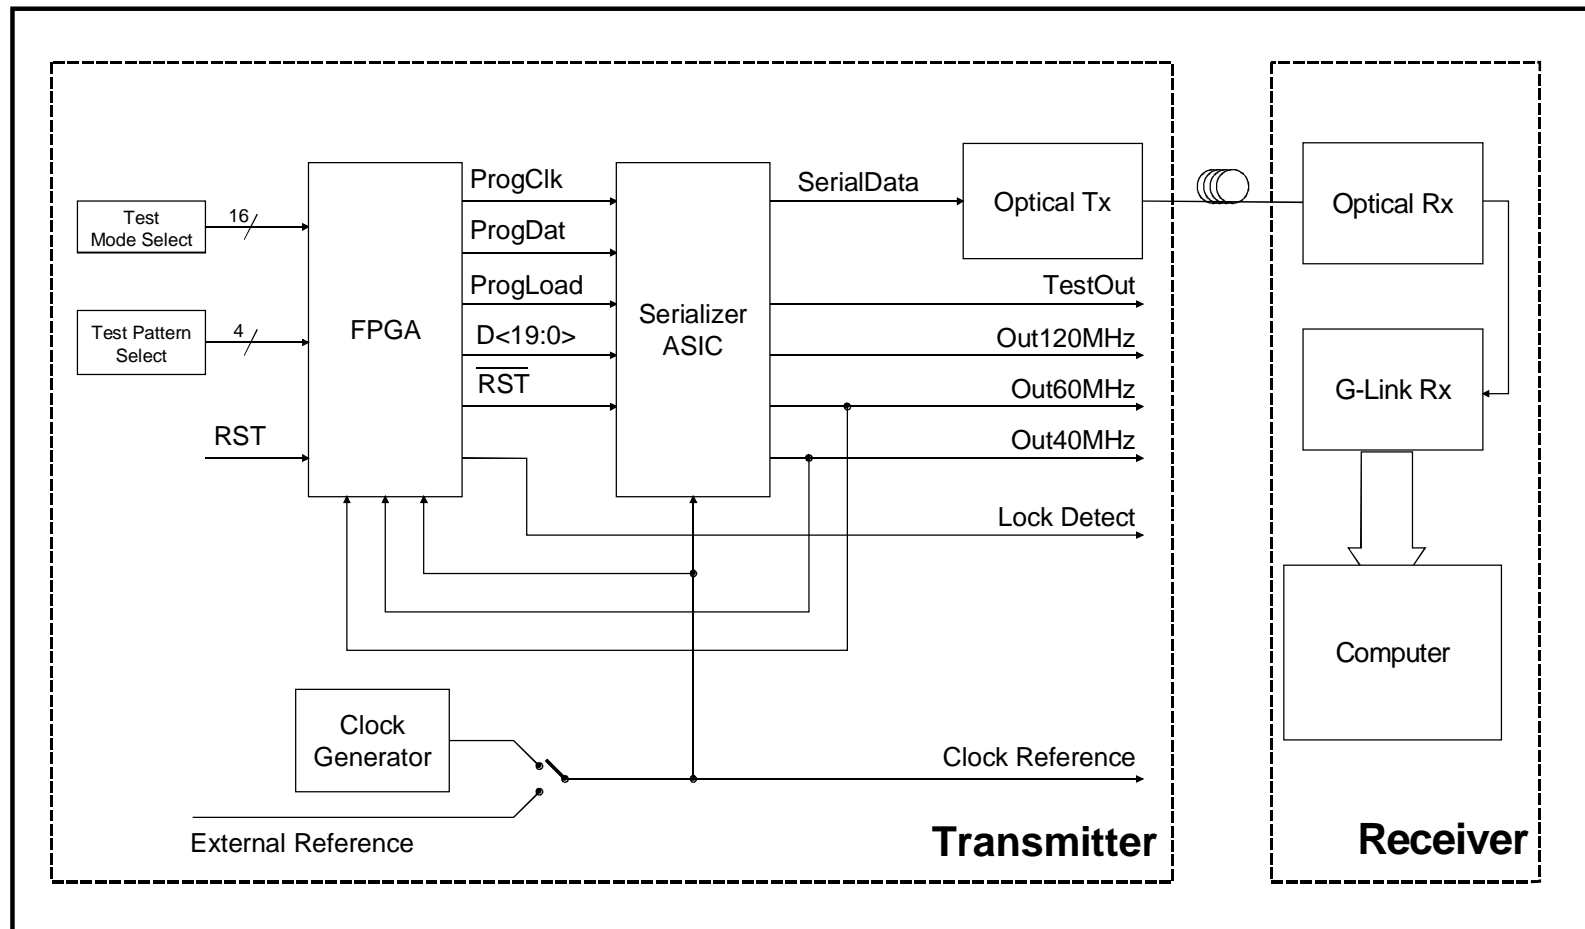 ProgClk
SerialData
Optical Tx
Optical Rx
Test
Mode Select
16
ProgDat
ProgLoad
TestOut
Test Pattern
Select
4
FPGA
D<19:0>
Serializer
ASIC
Out120MHz
RST
Out60MHz
G-Link Rx
RST
Out40MHz
Lock Detect
Computer
Clock
Generator
Clock Reference
External Reference
Transmitter
Receiver